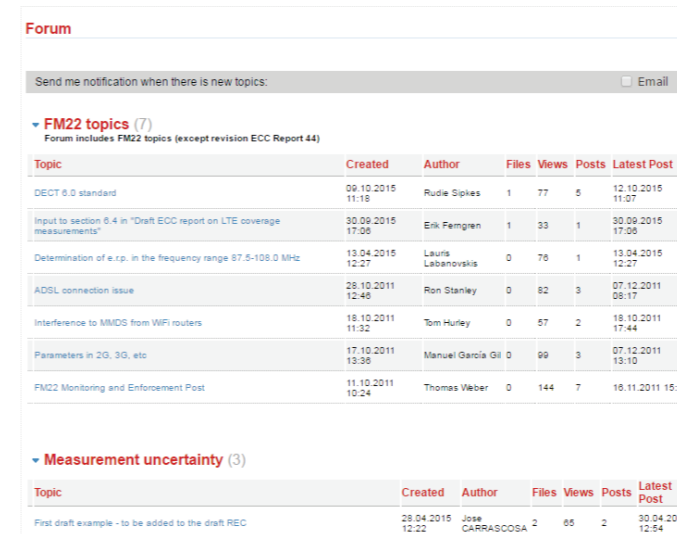 Forum
Send me notification when there is new topics: Email
FM22 topics (7)
Forum includes FM22 topics (except revision ECC Report 44)
Topic Created Author Files Views Posts Latest Post
DECT 6.0 standard 09.10.2015 11:18 Rudie Sipkes 1 77 5 12.10.2015 11:07
Input to section 6.4 in "Draft ECC report on LTE coverage measurements" 30.09.2015 17:06 Erik Ferngren 1 33 1 30.09.2015 17:06
Determination of e.r.p. in the frequency range 87.5-108.0 MHz 13.04.2015 12:27 Lauris Labanovskis 0 76 1 13.04.2015 12:27
ADSL connection issue 28.10.2011 12:46 Ron Stanley 0 82 3 07.12.2011 08:17
Interference to MMDS from WiFi routers 18.10.2011 11:32 Tom Hurley 0 57 2 18.10.2011 17:44
Parameters in 2G, 3G, etc 17.10.2011 13:36 Manuel García Gil 0 99 3 07.12.2011 13:10
FM22 Monitoring and Enforcement Post 11.10.2011 10:24 Thomas Weber 0 144 7 16.11.2011 15:
Measurement uncertainty (3)
Topic Created Author Files Views Posts Latest Post
First draft example - to be added to the draft REC 28.04.2015 12:22 Jose CARRASCOSA 2 65 2 30.04.20 12:54